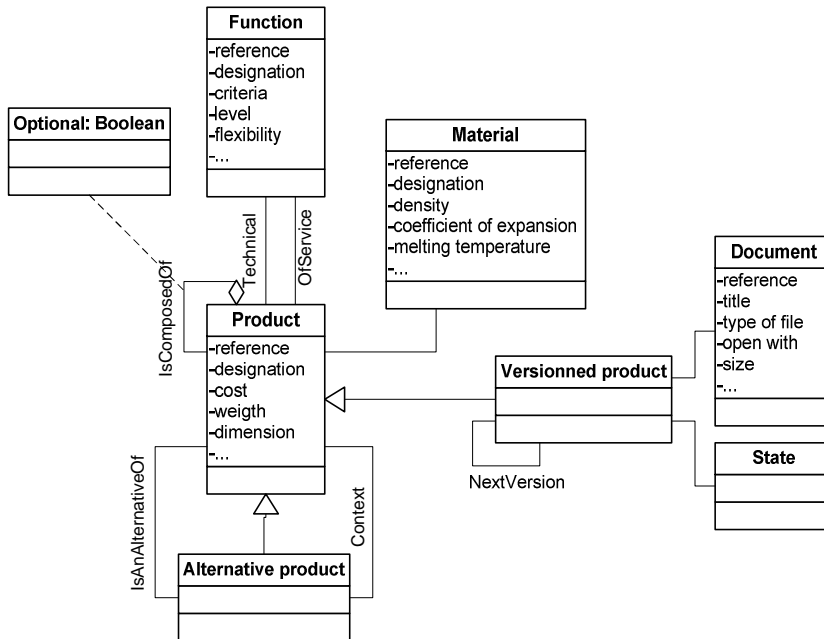 Function
-reference
-designation
-criteria
-level
-flexibility
-...
Optional: Boolean
Material
-reference
-designation
-density
-coefficient of expansion
-melting temperature
-...
Technical
OfService
IsComposedOf
Product
-reference
-designation
-cost
-weigth
-dimension
-...
Document
-reference
-title
-type of file
-open with
-size
-...
Versionned product
NextVersion
State
IsAnAlternativeOf
Context
Alternative product